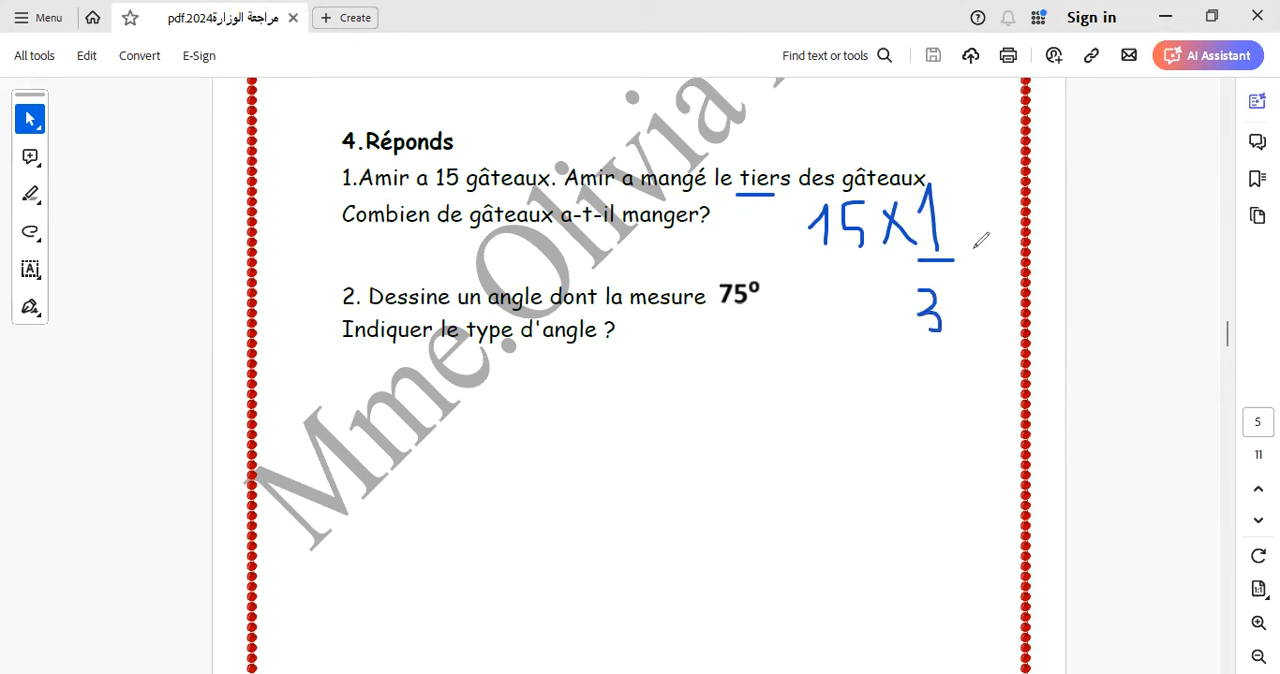 Menu
مراجعة الوزارة2024.pdf
Create
Sign in
All tools
Edit
Convert
E-Sign
Find text or tools
AI Assistant
4.Réponds
1.Amir a 15 gâteaux. Amir a mangé le tiers des gâteaux.
Combien de gâteaux a-t-il manger?
15 × 1
3
2. Dessine un angle dont la mesure 75º
Indiquer le type d'angle ?
Mme.Olivia
5
11